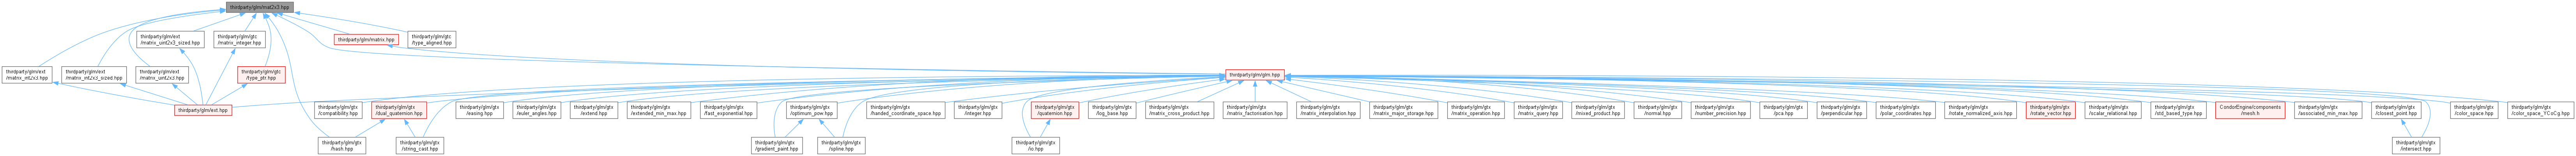 thirdparty/glm/mat2x3.hpp
thirdparty/glm/ext
/matrix_uint2x3_sized.hpp
thirdparty/glm/gtc
/matrix_integer.hpp
thirdparty/glm/matrix.hpp
thirdparty/glm/gtc
/type_aligned.hpp
thirdparty/glm/ext
/matrix_int2x3.hpp
thirdparty/glm/ext
/matrix_int2x3_sized.hpp
thirdparty/glm/ext
/matrix_uint2x3.hpp
thirdparty/glm/gtc
/type_ptr.hpp
thirdparty/glm/glm.hpp
thirdparty/glm/ext.hpp
thirdparty/glm/gtx
/compatibility.hpp
thirdparty/glm/gtx
/dual_quaternion.hpp
thirdparty/glm/gtx
/easing.hpp
thirdparty/glm/gtx
/euler_angles.hpp
thirdparty/glm/gtx
/extend.hpp
thirdparty/glm/gtx
/extended_min_max.hpp
thirdparty/glm/gtx
/fast_exponential.hpp
thirdparty/glm/gtx
/optimum_pow.hpp
thirdparty/glm/gtx
/handed_coordinate_space.hpp
thirdparty/glm/gtx
/integer.hpp
thirdparty/glm/gtx
/quaternion.hpp
thirdparty/glm/gtx
/log_base.hpp
thirdparty/glm/gtx
/matrix_cross_product.hpp
thirdparty/glm/gtx
/matrix_factorisation.hpp
thirdparty/glm/gtx
/matrix_interpolation.hpp
thirdparty/glm/gtx
/matrix_major_storage.hpp
thirdparty/glm/gtx
/matrix_operation.hpp
thirdparty/glm/gtx
/matrix_query.hpp
thirdparty/glm/gtx
/mixed_product.hpp
thirdparty/glm/gtx
/normal.hpp
thirdparty/glm/gtx
/number_precision.hpp
thirdparty/glm/gtx
/pca.hpp
thirdparty/glm/gtx
/perpendicular.hpp
thirdparty/glm/gtx
/polar_coordinates.hpp
thirdparty/glm/gtx
/rotate_normalized_axis.hpp
thirdparty/glm/gtx
/rotate_vector.hpp
thirdparty/glm/gtx
/scalar_relational.hpp
thirdparty/glm/gtx
/std_based_type.hpp
CondorEngine/components
/mesh.h
thirdparty/glm/gtx
/associated_min_max.hpp
thirdparty/glm/gtx
/closest_point.hpp
thirdparty/glm/gtx
/color_space.hpp
thirdparty/glm/gtx
/color_space_YCoCg.hpp
thirdparty/glm/gtx
/hash.hpp
thirdparty/glm/gtx
/string_cast.hpp
thirdparty/glm/gtx
/gradient_paint.hpp
thirdparty/glm/gtx
/spline.hpp
thirdparty/glm/gtx
/io.hpp
thirdparty/glm/gtx
/intersect.hpp